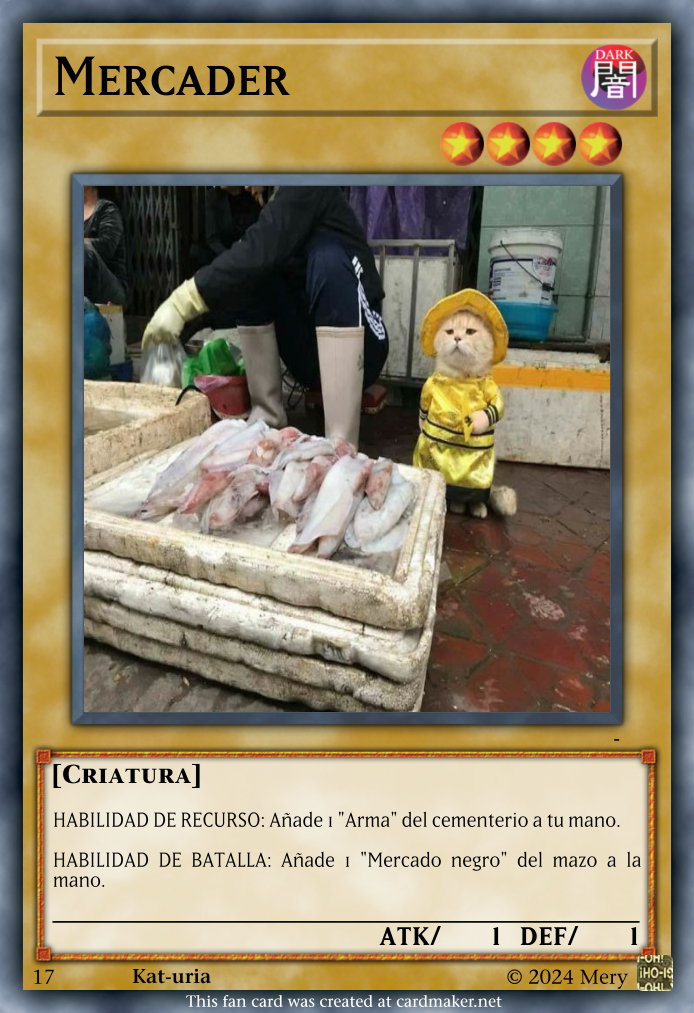 Mercader
DARK
闇
-
[Criatura]
HABILIDAD DE RECURSO: Añade 1 "Arma" del cementerio a tu mano.
HABILIDAD DE BATALLA: Añade 1 "Mercado negro" del mazo a la
mano.
ATK/ 1 DEF/ 1
17 Kat-uria © 2024 Mery
This fan card was created at cardmaker.net